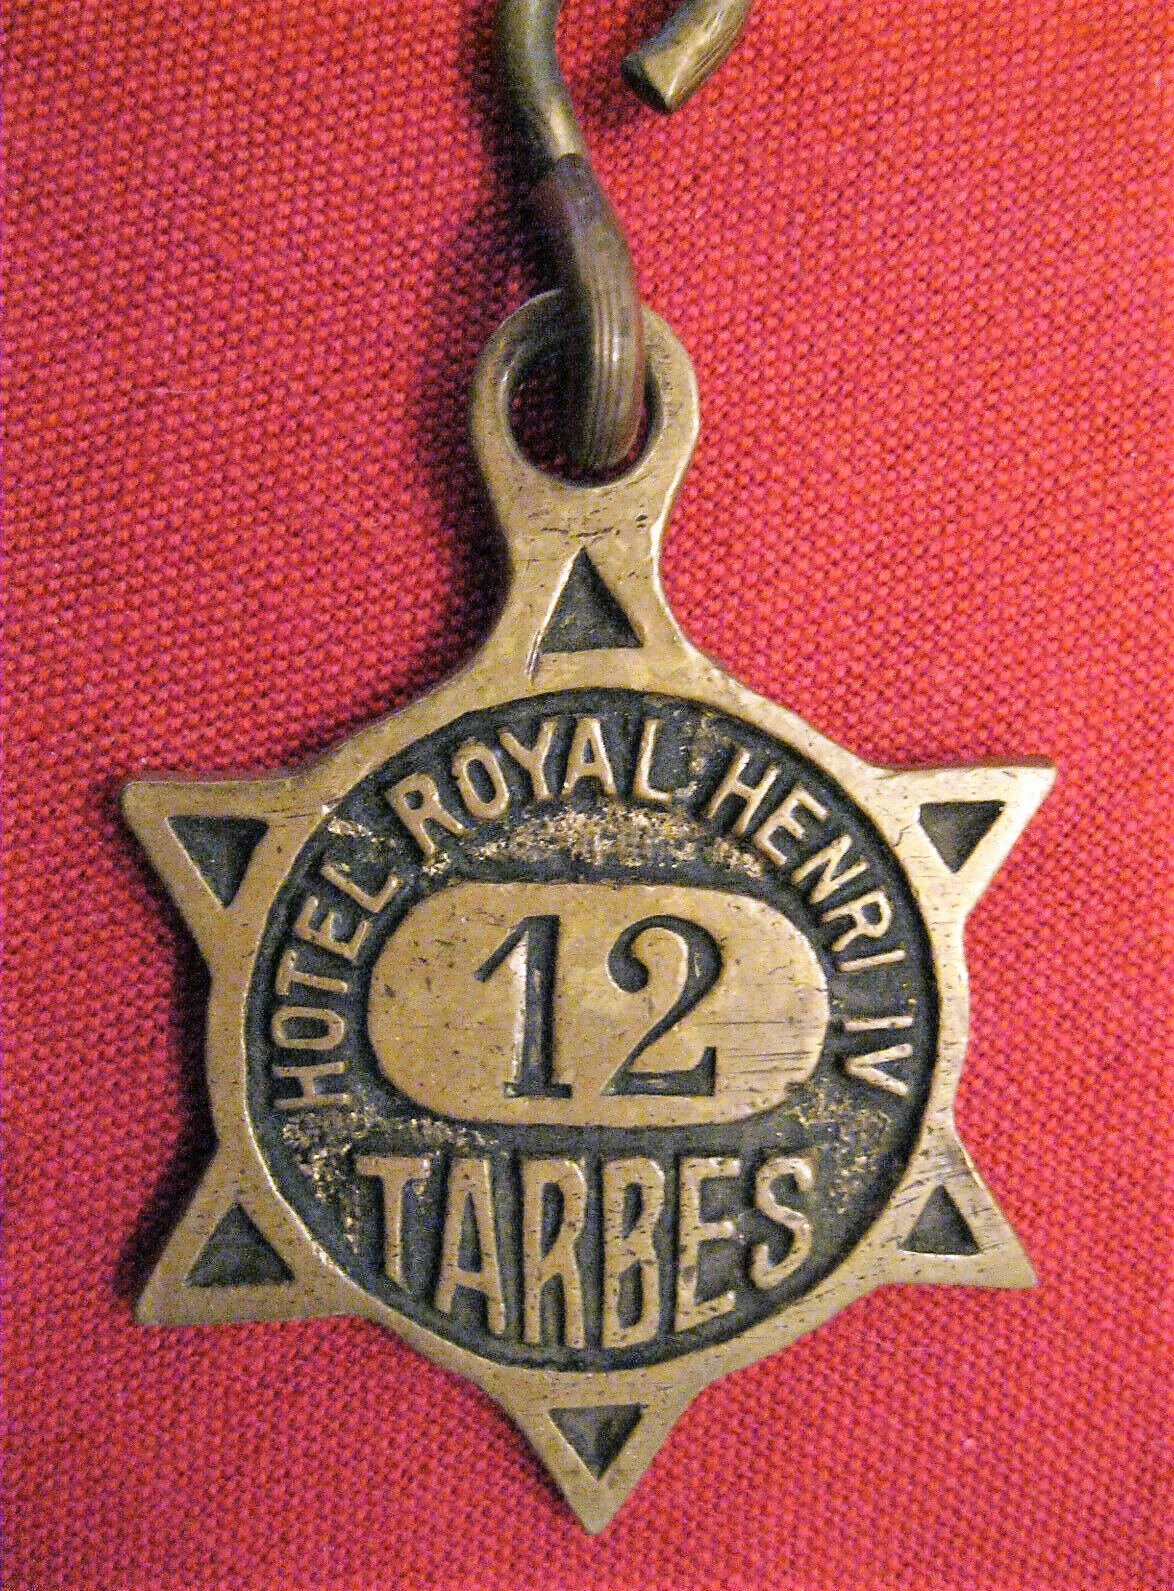 HOTEL ROYAL HENRI IV
12
TARBES